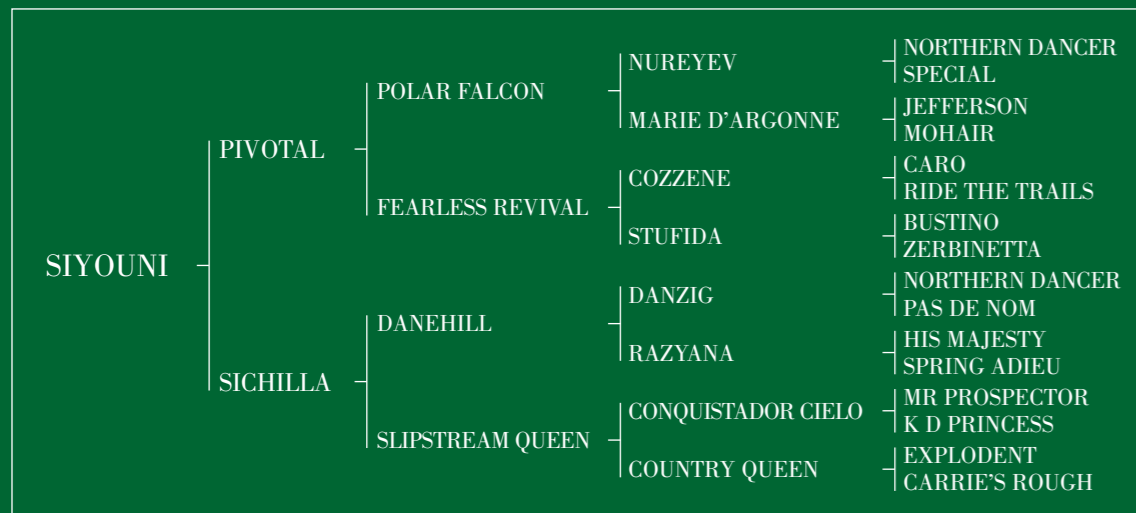 SIYOUNI
PIVOTAL
SICHILLA
POLAR FALCON
FEARLESS REVIVAL
DANEHILL
SLIPSTREAM QUEEN
NUREYEV
MARIE D’ARGONNE
COZZENE
STUFIDA
DANZIG
RAZYANA
CONQUISTADOR CIELO
COUNTRY QUEEN
NORTHERN DANCER
SPECIAL
JEFFERSON
MOHAIR
CARO
RIDE THE TRAILS
BUSTINO
ZERBINETTA
NORTHERN DANCER
PAS DE NOM
HIS MAJESTY
SPRING ADIEU
MR PROSPECTOR
K D PRINCESS
EXPLODENT
CARRIE’S ROUGH